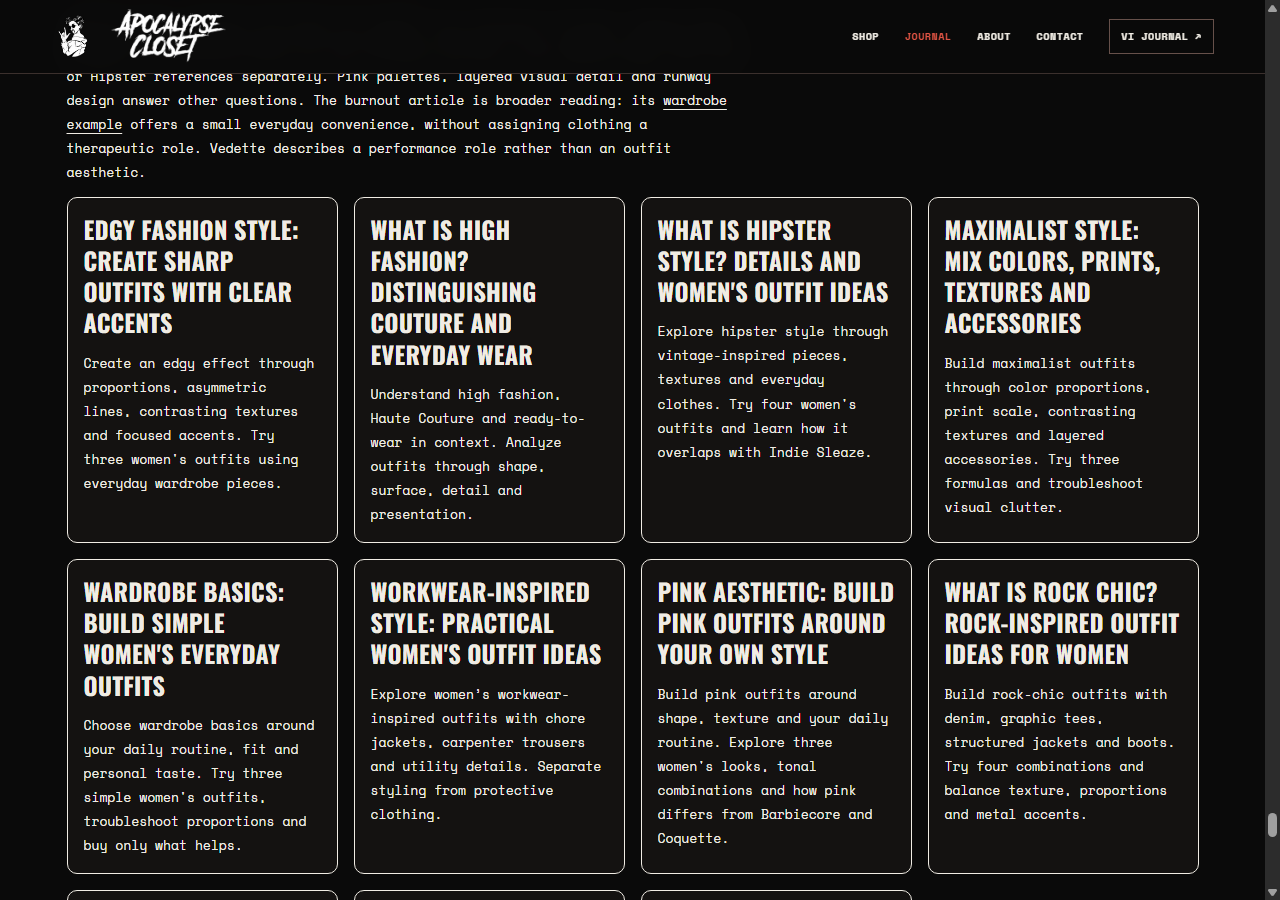 APOCALYPSE
CLOSET
SHOP JOURNAL ABOUT CONTACT VI JOURNAL ↗
or Hipster references separately. Pink palettes, layered visual detail and runway
design answer other questions. The burnout article is broader reading: its wardrobe
example offers a small everyday convenience, without assigning clothing a
therapeutic role. Vedette describes a performance role rather than an outfit
aesthetic.
EDGY FASHION STYLE:
CREATE SHARP
OUTFITS WITH CLEAR
ACCENTS
Create an edgy effect through
proportions, asymmetric
lines, contrasting textures
and focused accents. Try
three women's outfits using
everyday wardrobe pieces.
WHAT IS HIGH
FASHION?
DISTINGUISHING
COUTURE AND
EVERYDAY WEAR
Understand high fashion,
Haute Couture and ready-to-
wear in context. Analyze
outfits through shape,
surface, detail and
presentation.
WHAT IS HIPSTER
STYLE? DETAILS AND
WOMEN'S OUTFIT IDEAS
Explore hipster style through
vintage-inspired pieces,
textures and everyday
clothes. Try four women's
outfits and learn how it
overlaps with Indie Sleaze.
MAXIMALIST STYLE:
MIX COLORS, PRINTS,
TEXTURES AND
ACCESSORIES
Build maximalist outfits
through color proportions,
print scale, contrasting
textures and layered
accessories. Try three
formulas and troubleshoot
visual clutter.
WARDROBE BASICS:
BUILD SIMPLE
WOMEN'S EVERYDAY
OUTFITS
Choose wardrobe basics around
your daily routine, fit and
personal taste. Try three
simple women's outfits,
troubleshoot proportions and
buy only what helps.
WORKWEAR-INSPIRED
STYLE: PRACTICAL
WOMEN'S OUTFIT IDEAS
Explore women's workwear-
inspired outfits with chore
jackets, carpenter trousers
and utility details. Separate
styling from protective
clothing.
PINK AESTHETIC: BUILD
PINK OUTFITS AROUND
YOUR OWN STYLE
Build pink outfits around
shape, texture and your daily
routine. Explore three
women's looks, tonal
combinations and how pink
differs from Barbiecore and
Coquette.
WHAT IS ROCK CHIC?
ROCK-INSPIRED OUTFIT
IDEAS FOR WOMEN
Build rock-chic outfits with
denim, graphic tees,
structured jackets and boots.
Try four combinations and
balance texture, proportions
and metal accents.